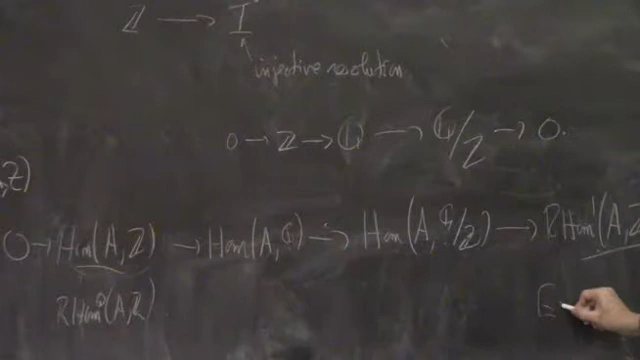 ℤ → I
injective resolution
0 → ℤ → ℚ → ℚ/ℤ → 0.
,ℤ)
0 → Hom(A,ℤ) → Hom(A,ℚ) → Hom(A,ℚ/ℤ) → RHom¹(A,ℤ
RHom⁰(A,ℤ).
E